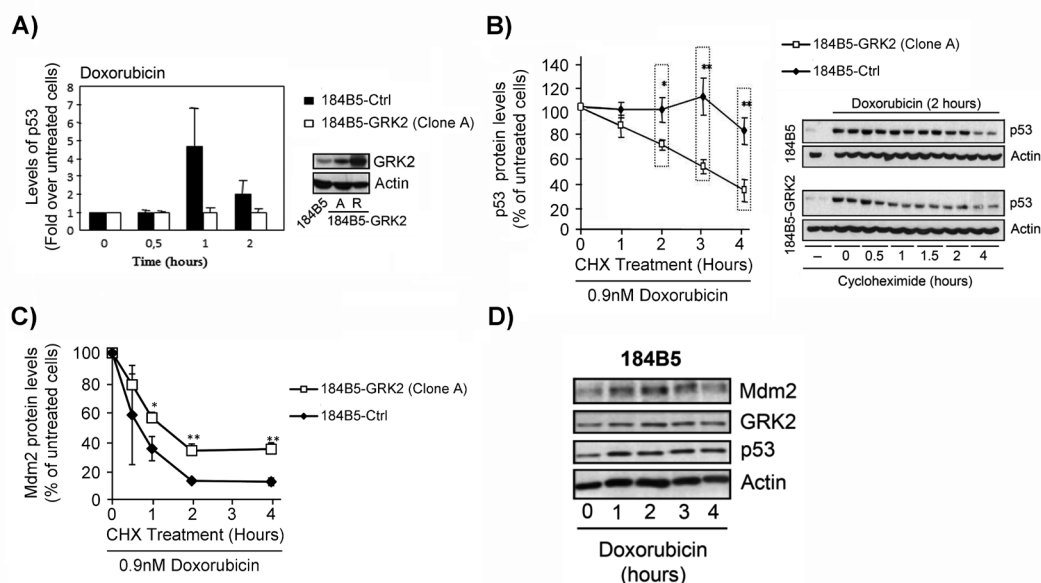 A)
Doxorubicin
Levels of p53
(Fold over untreated cells)
8
7
6
5
4
3
2
1
0
0 0,5 1 2
Time (hours)
184B5-Ctrl
184B5-GRK2 (Clone A)
GRK2
Actin
184B5 A R
184B5-GRK2
B)
184B5-GRK2 (Clone A)
184B5-Ctrl
p53 protein levels
(% of untreated cells)
140
120
100
80
60
40
20
0
* ** **
0 1 2 3 4
CHX Treatment (Hours)
0.9nM Doxorubicin
Doxorubicin (2 hours)
184B5
p53
Actin
184B5-GRK2
p53
Actin
– 0 0.5 1 1.5 2 4
Cycloheximide (hours)
C)
Mdm2 protein levels
(% of untreated cells)
100
80
60
40
20
0
* ** **
0 1 2 3 4
CHX Treatment (Hours)
0.9nM Doxorubicin
184B5-GRK2 (Clone A)
184B5-Ctrl
D)
184B5
Mdm2
GRK2
p53
Actin
0 1 2 3 4
Doxorubicin
(hours)